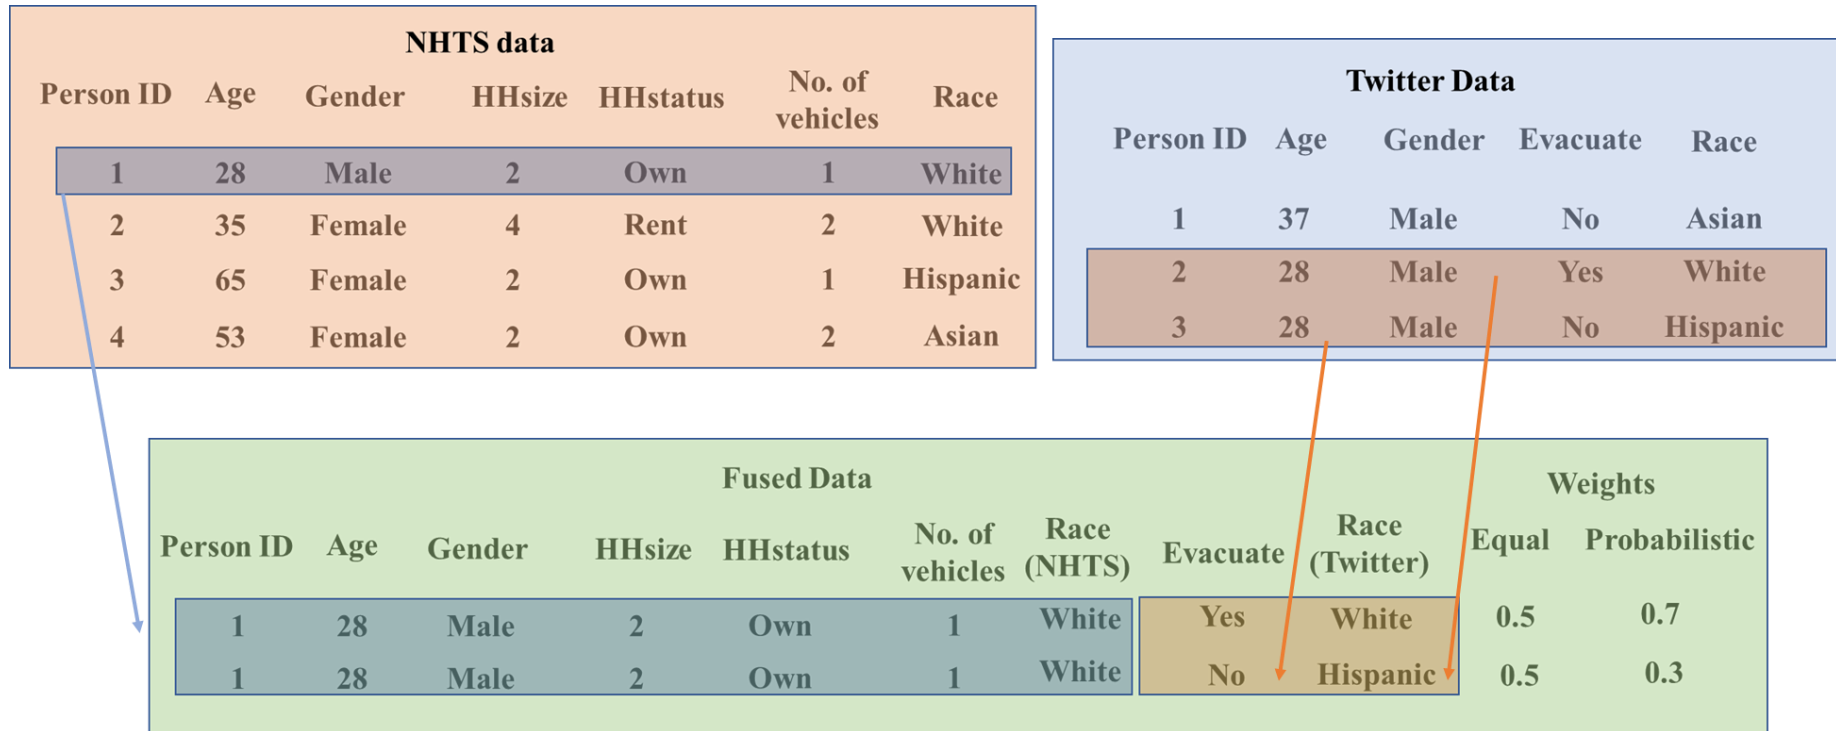 NHTS data
Person ID Age Gender HHsize HHstatus No. of vehicles Race
1 28 Male 2 Own 1 White
2 35 Female 4 Rent 2 White
3 65 Female 2 Own 1 Hispanic
4 53 Female 2 Own 2 Asian
Twitter Data
Person ID Age Gender Evacuate Race
1 37 Male No Asian
2 28 Male Yes White
3 28 Male No Hispanic
Fused Data Weights
Person ID Age Gender HHsize HHstatus No. of vehicles Race (NHTS) Evacuate Race (Twitter) Equal Probabilistic
1 28 Male 2 Own 1 White Yes White 0.5 0.7
1 28 Male 2 Own 1 White No Hispanic 0.5 0.3